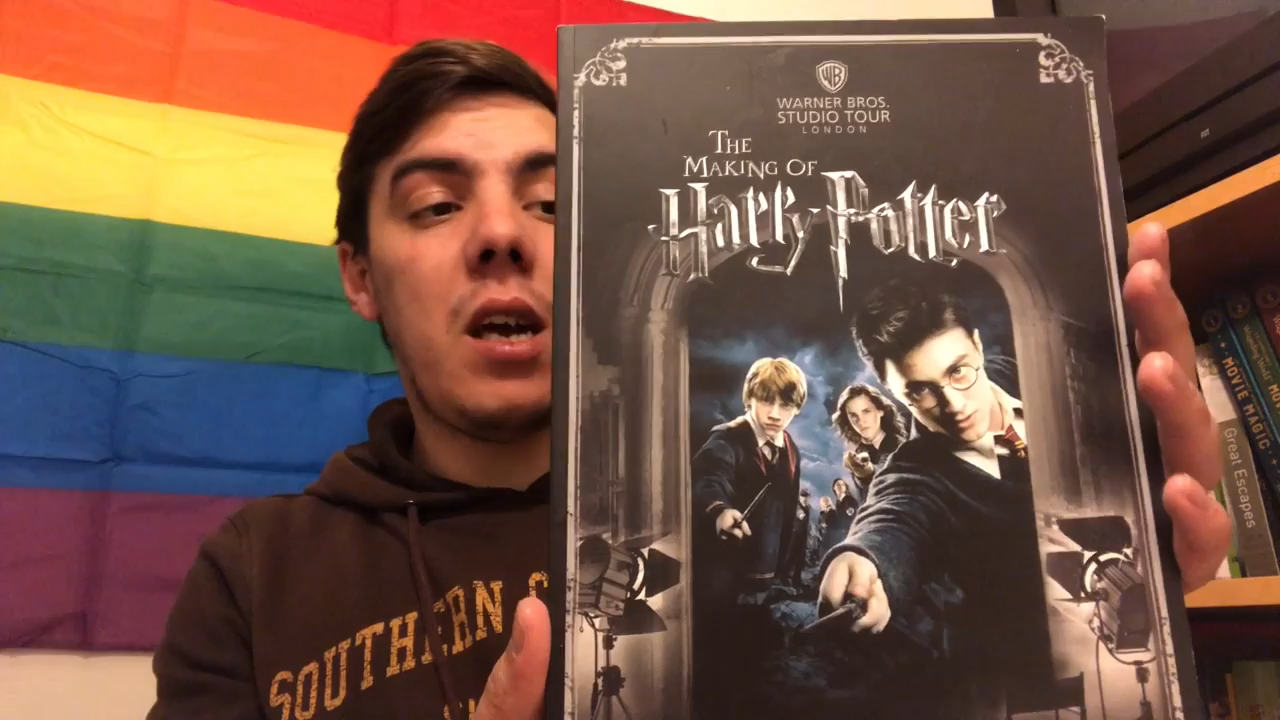 WB
WARNER BROS.
STUDIO TOUR
LONDON
THE
MAKING OF
Harry Potter
SOUTHERN
MOVIE MAGIC
Great Escapes